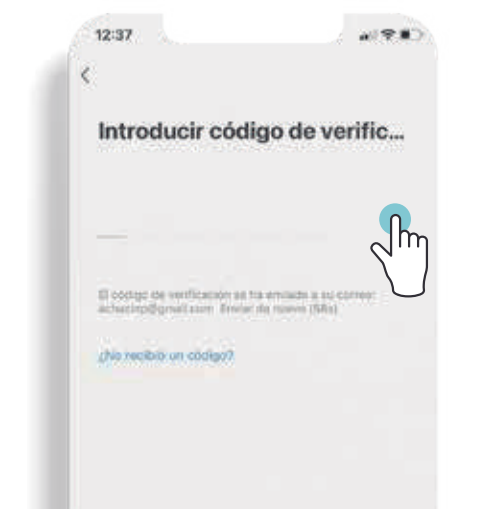 12:37
Introducir código de verific...
El código de verificación se ha enviado a su correo:
Enviar de nuevo
¿No recibió un código?